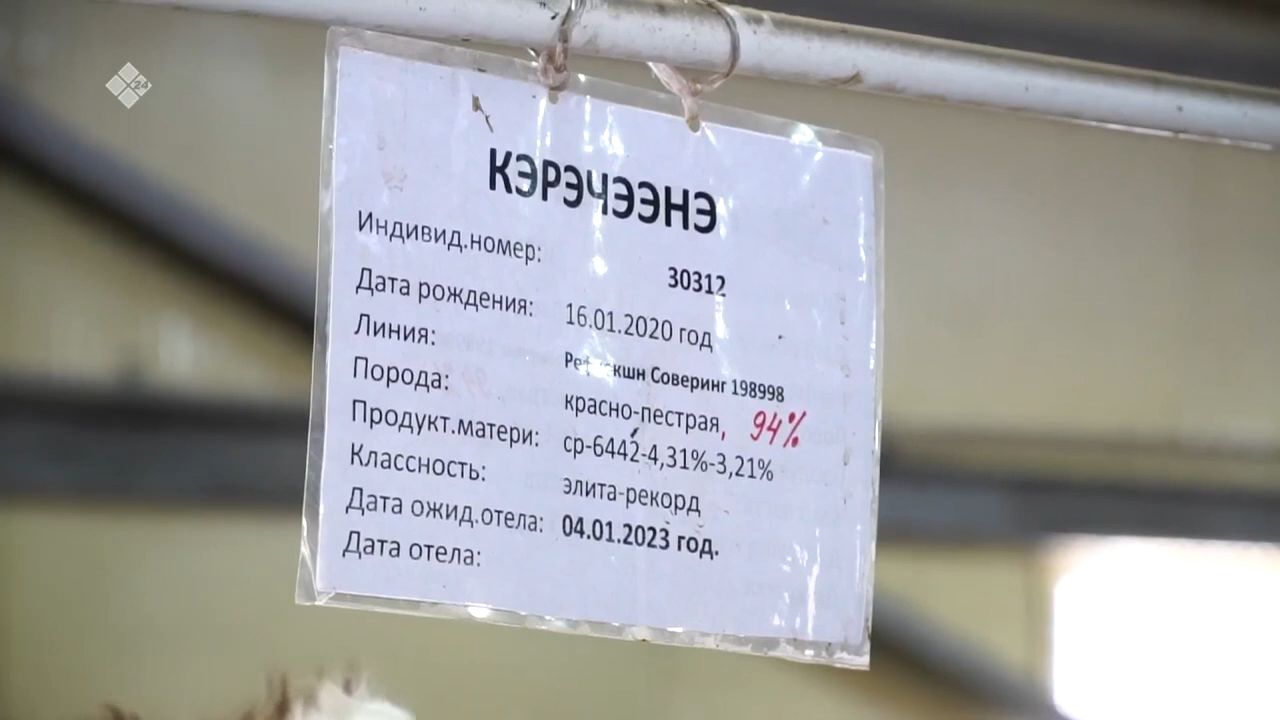 24
КЭРЭЧЭЭНЭ
Индивид.номер: 30312
Дата рождения: 16.01.2020 год
Линия: Соверинг 198998
Порода: красно-пестрая, 94%
Продукт.матери: ср-6442-4,31%-3,21%
Классность: элита-рекорд
Дата ожид.отела: 04.01.2023 год.
Дата отела: